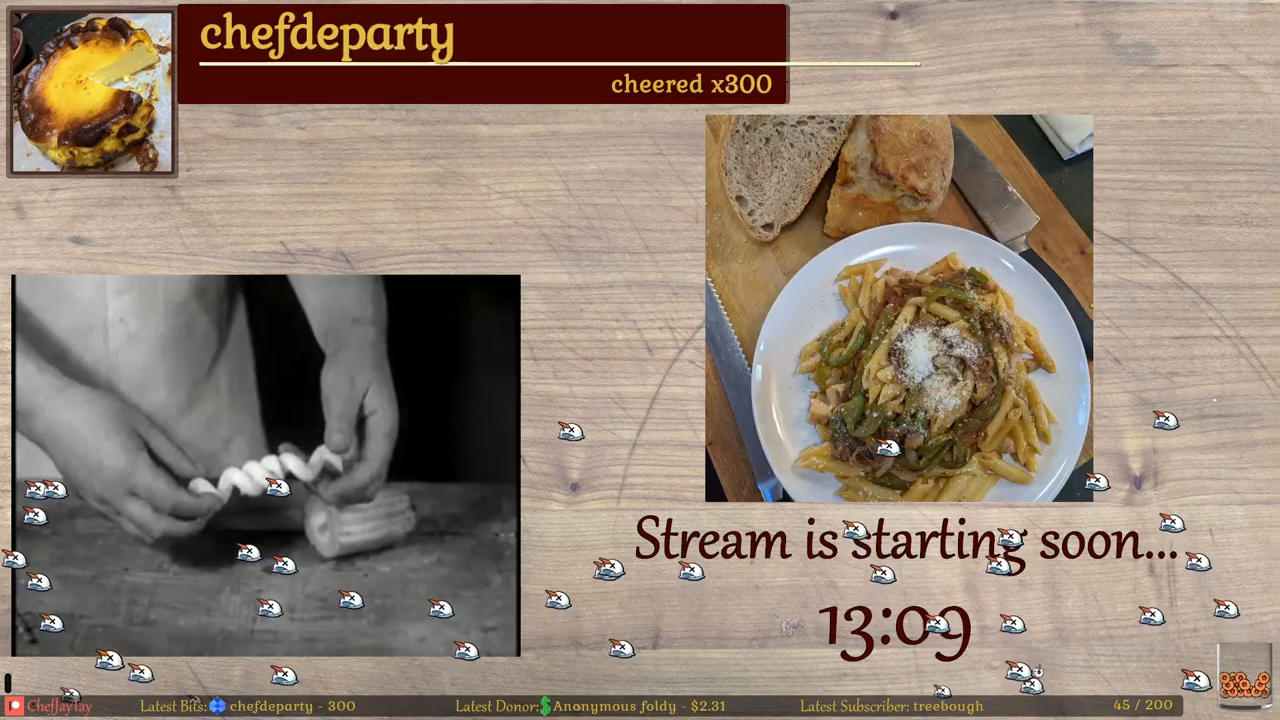 chefdeparty
cheered x300
Stream is starting soon...
13:09
ChefJayTay
Latest Bits: chefdeparty - 300
Latest Donor: Anonymous foldy - $2.31
Latest Subscriber: treebough
45 / 200